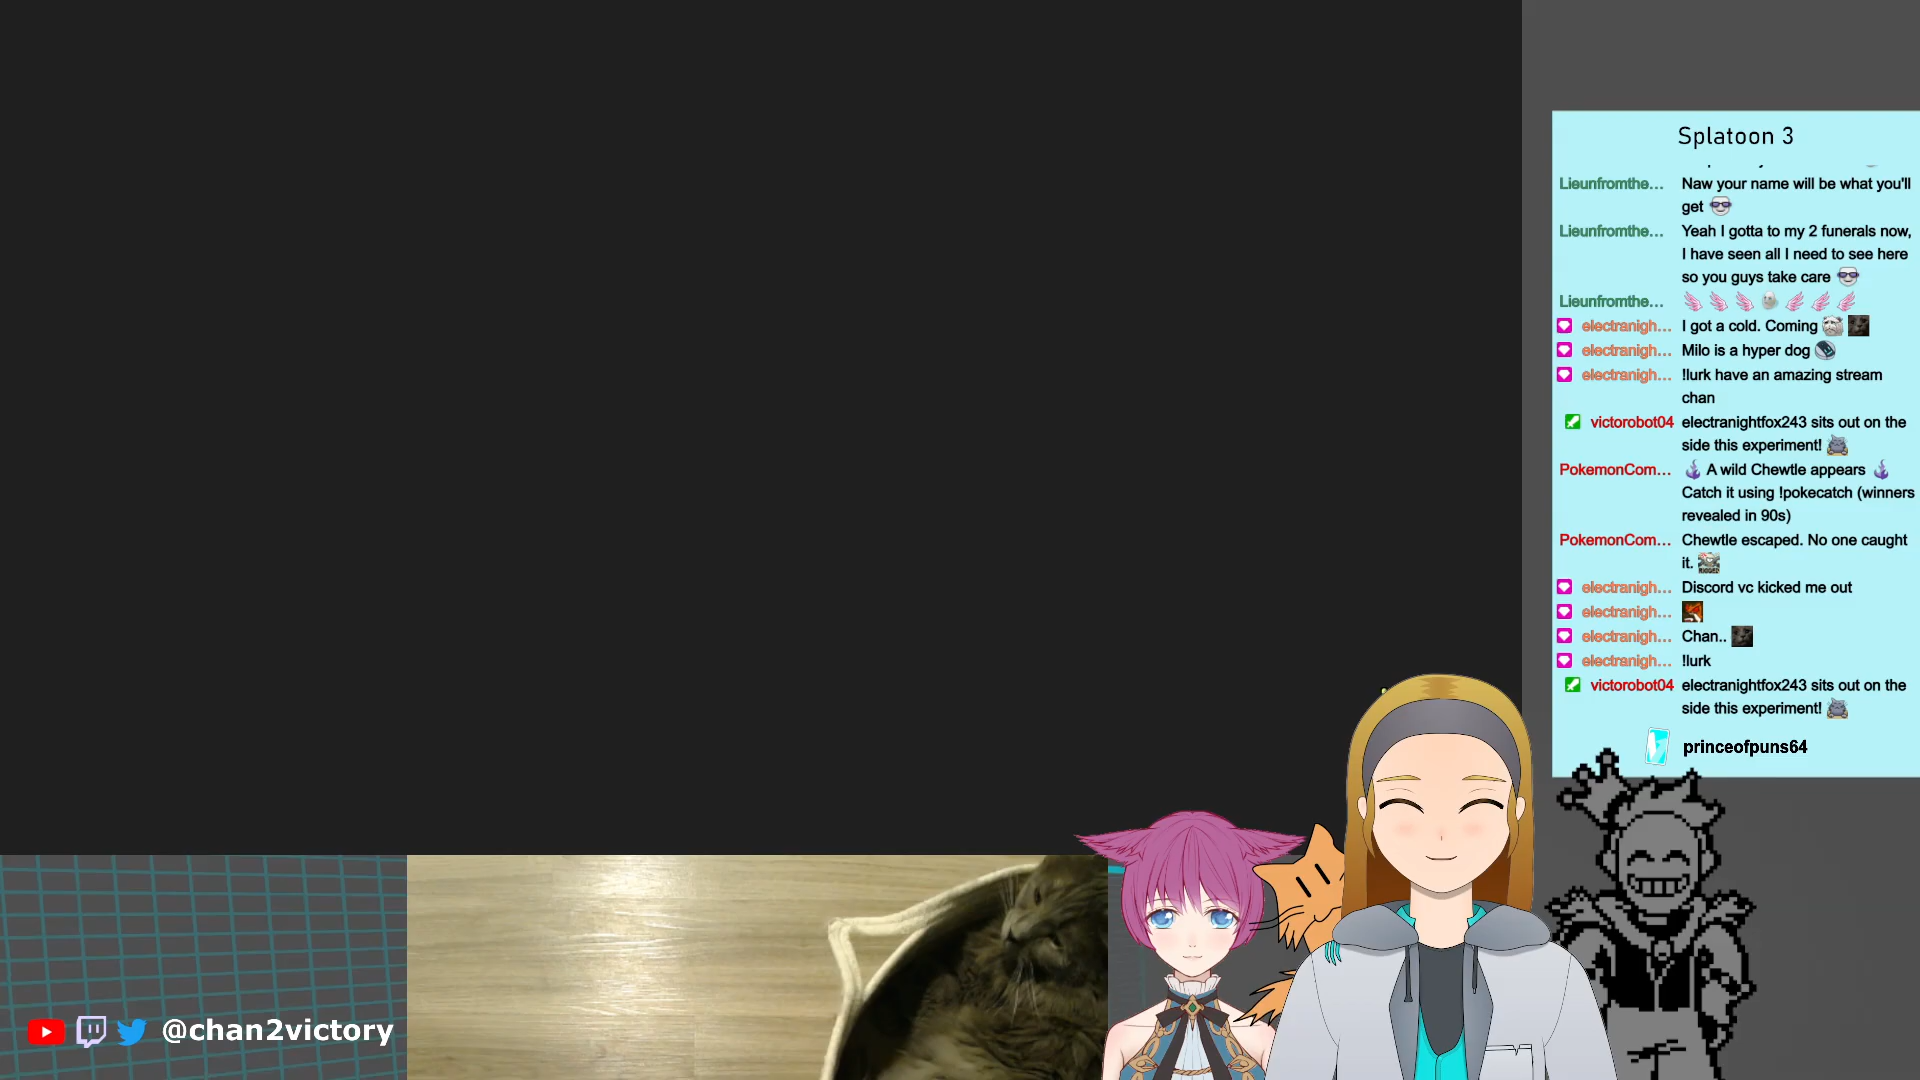 Splatoon 3
Lieunfromthe... Naw your name will be what you'll
get
Lieunfromthe... Yeah I gotta to my 2 funerals now,
I have seen all I need to see here
so you guys take care
Lieunfromthe...
electranigh... I got a cold. Coming
electranigh... Milo is a hyper dog
electranigh... !lurk have an amazing stream
chan
victorobot04 electranightfox243 sits out on the
side this experiment!
PokemonCom... A wild Chewtle appears
Catch it using !pokecatch (winners
revealed in 90s)
PokemonCom... Chewtle escaped. No one caught
it.
electranigh... Discord vc kicked me out
electranigh...
electranigh... Chan..
electranigh... !lurk
victorobot04 electranightfox243 sits out on the
side this experiment!
princeofpuns64
@chan2victory